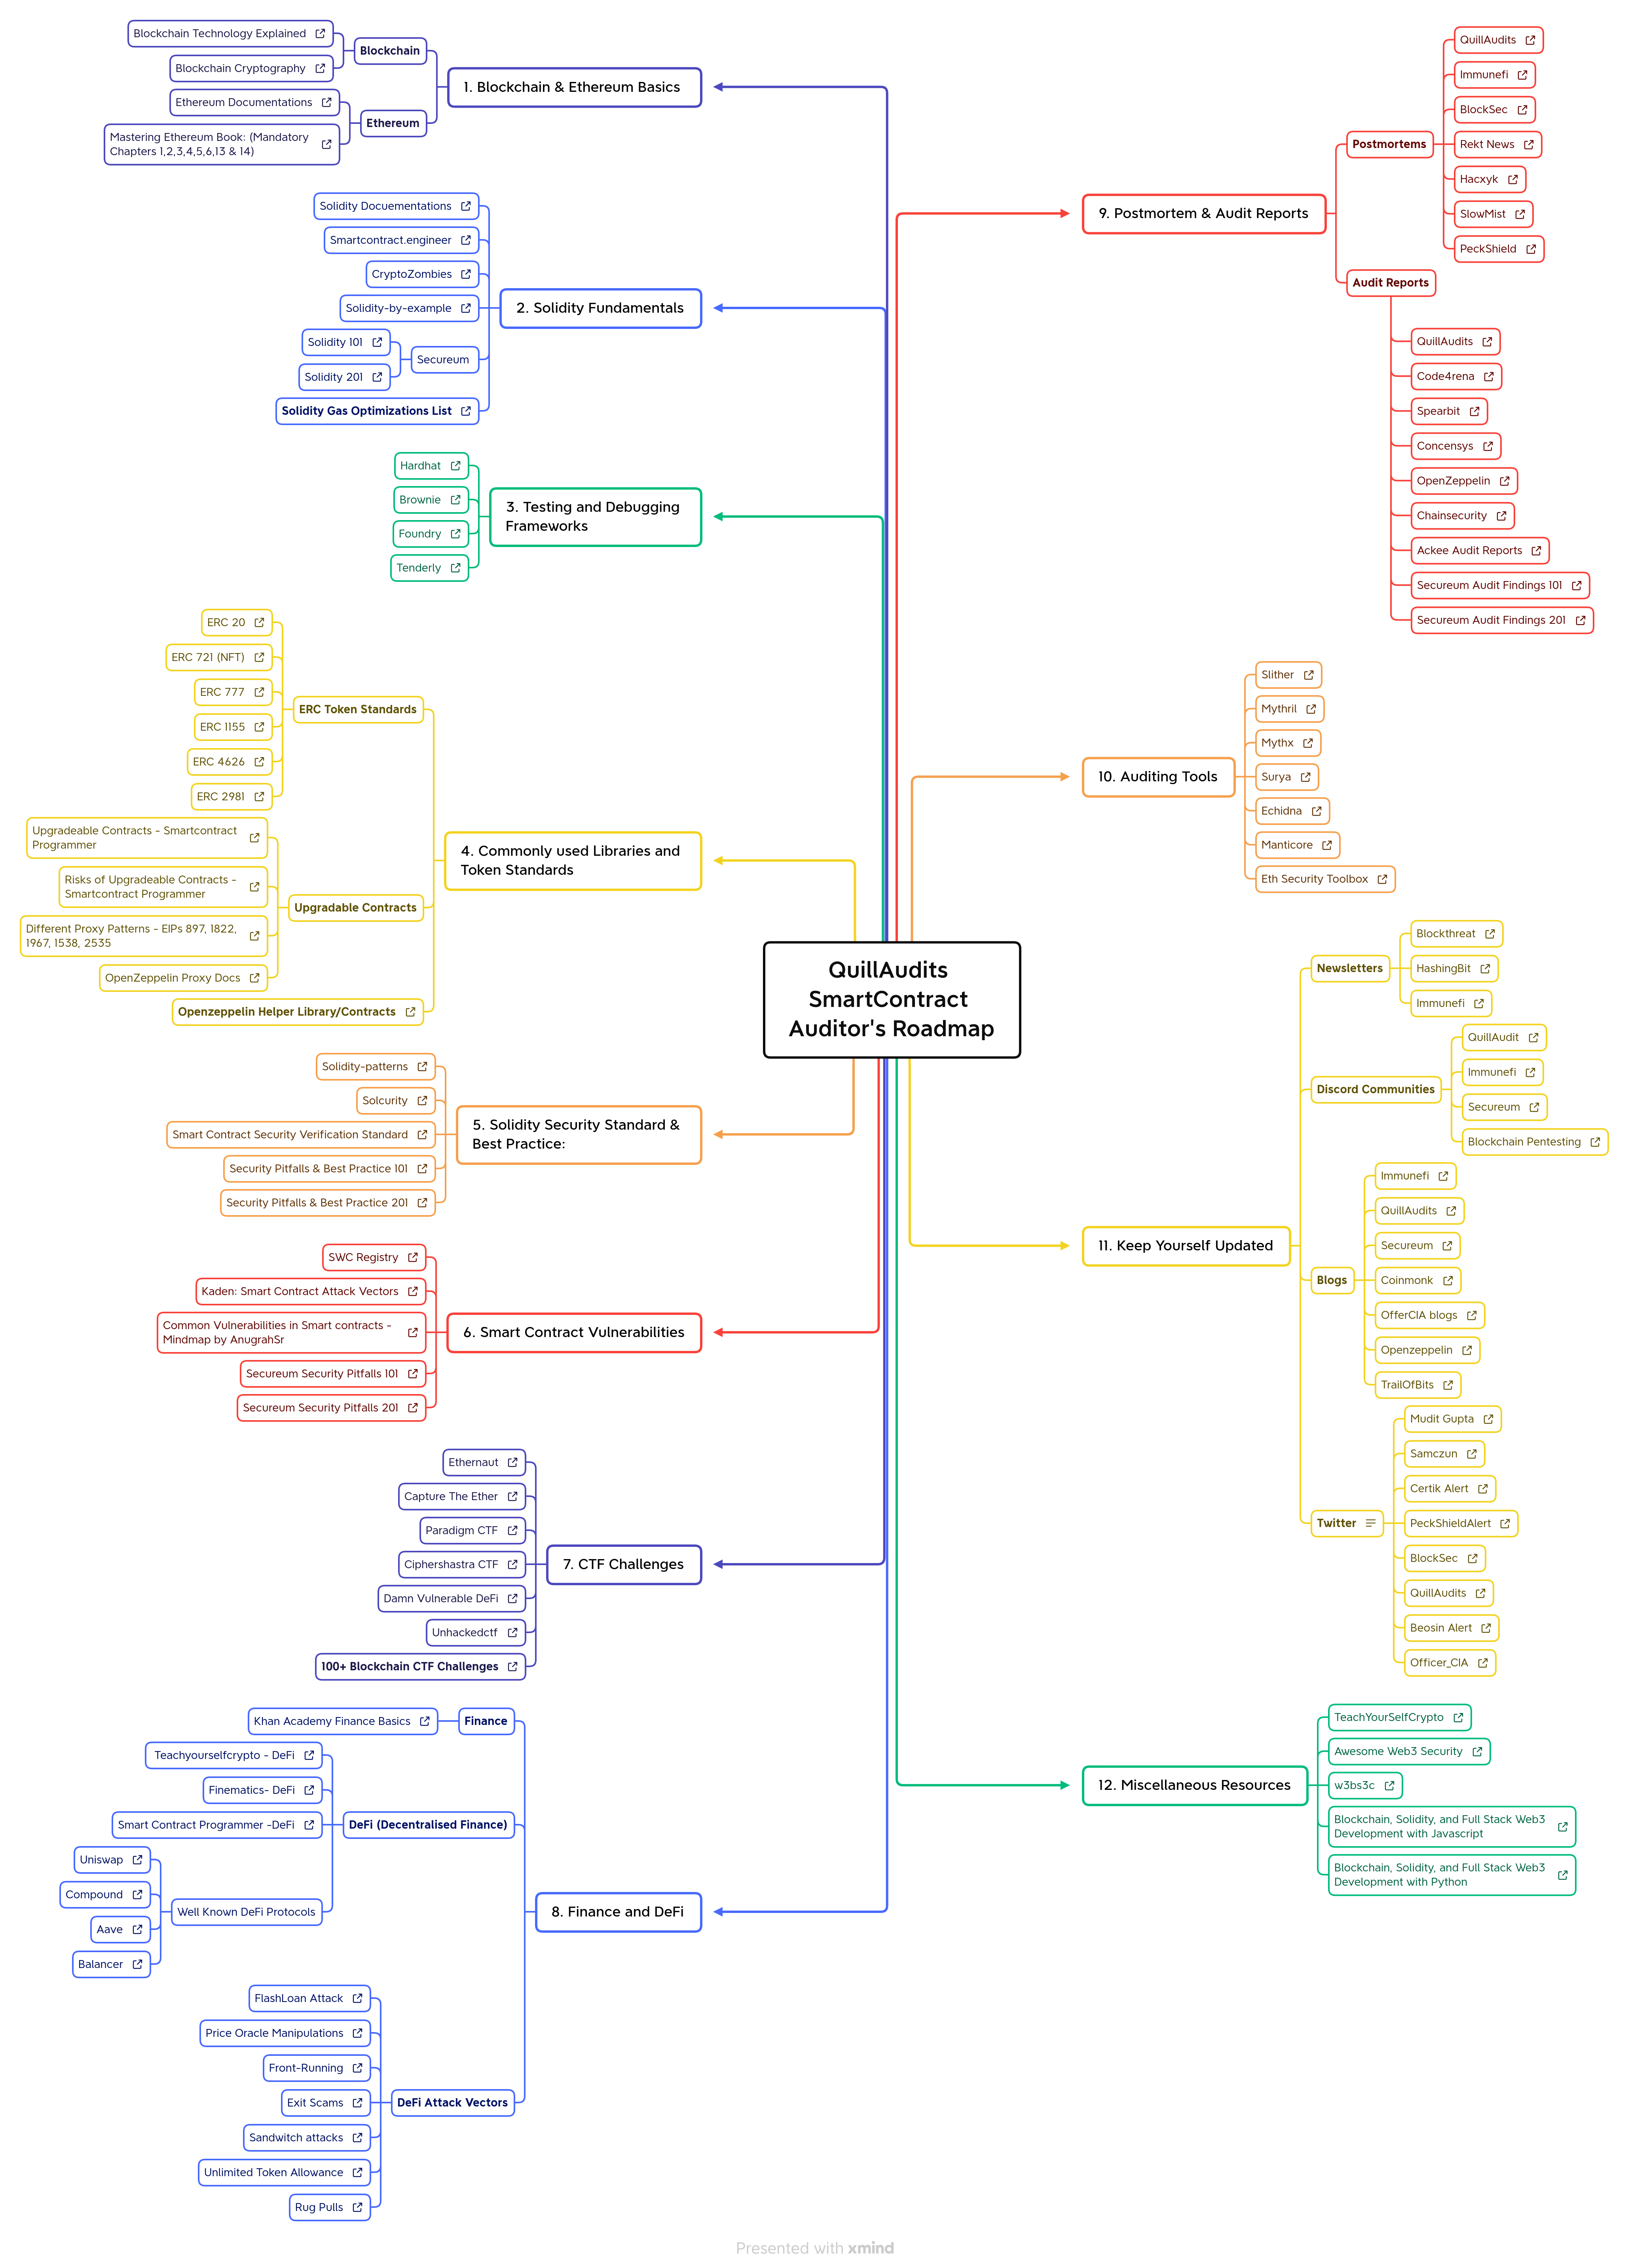 QuillAudits
SmartContract
Auditor's Roadmap
1. Blockchain & Ethereum Basics
Blockchain
Blockchain Technology Explained
Blockchain Cryptography
Ethereum
Ethereum Documentations
Mastering Ethereum Book: (Mandatory
Chapters 1,2,3,4,5,6,13 & 14)
2. Solidity Fundamentals
Solidity Docuementations
Smartcontract.engineer
CryptoZombies
Solidity-by-example
Secureum
Solidity 101
Solidity 201
Solidity Gas Optimizations List
3. Testing and Debugging
Frameworks
Hardhat
Brownie
Foundry
Tenderly
4. Commonly used Libraries and
Token Standards
ERC Token Standards
ERC 20
ERC 721 (NFT)
ERC 777
ERC 1155
ERC 4626
ERC 2981
Upgradable Contracts
Upgradeable Contracts - Smartcontract
Programmer
Risks of Upgradeable Contracts -
Smartcontract Programmer
Different Proxy Patterns - EIPs 897, 1822,
1967, 1538, 2535
OpenZeppelin Proxy Docs
Openzeppelin Helper Library/Contracts
5. Solidity Security Standard &
Best Practice:
Solidity-patterns
Solcurity
Smart Contract Security Verification Standard
Security Pitfalls & Best Practice 101
Security Pitfalls & Best Practice 201
6. Smart Contract Vulnerabilities
SWC Registry
Kaden: Smart Contract Attack Vectors
Common Vulnerabilities in Smart contracts -
Mindmap by AnugrahSr
Secureum Security Pitfalls 101
Secureum Security Pitfalls 201
7. CTF Challenges
Ethernaut
Capture The Ether
Paradigm CTF
Ciphershastra CTF
Damn Vulnerable DeFi
Unhackedctf
100+ Blockchain CTF Challenges
8. Finance and DeFi
Finance
Khan Academy Finance Basics
DeFi (Decentralised Finance)
Teachyourselfcrypto - DeFi
Finematics- DeFi
Smart Contract Programmer -DeFi
Well Known DeFi Protocols
Uniswap
Compound
Aave
Balancer
DeFi Attack Vectors
FlashLoan Attack
Price Oracle Manipulations
Front-Running
Exit Scams
Sandwitch attacks
Unlimited Token Allowance
Rug Pulls
9. Postmortem & Audit Reports
Postmortems
QuillAudits
Immunefi
BlockSec
Rekt News
Hacxyk
SlowMist
PeckShield
Audit Reports
QuillAudits
Code4rena
Spearbit
Concensys
OpenZeppelin
Chainsecurity
Ackee Audit Reports
Secureum Audit Findings 101
Secureum Audit Findings 201
10. Auditing Tools
Slither
Mythril
Mythx
Surya
Echidna
Manticore
Eth Security Toolbox
11. Keep Yourself Updated
Newsletters
Blockthreat
HashingBit
Immunefi
Discord Communities
QuillAudit
Immunefi
Secureum
Blockchain Pentesting
Blogs
Immunefi
QuillAudits
Secureum
Coinmonk
OfferCIA blogs
Openzeppelin
TrailOfBits
Twitter
Mudit Gupta
Samczun
Certik Alert
PeckShieldAlert
BlockSec
QuillAudits
Beosin Alert
Officer_CIA
12. Miscellaneous Resources
TeachYourSelfCrypto
Awesome Web3 Security
w3bs3c
Blockchain, Solidity, and Full Stack Web3
Development with Javascript
Blockchain, Solidity, and Full Stack Web3
Development with Python
Presented with xmind